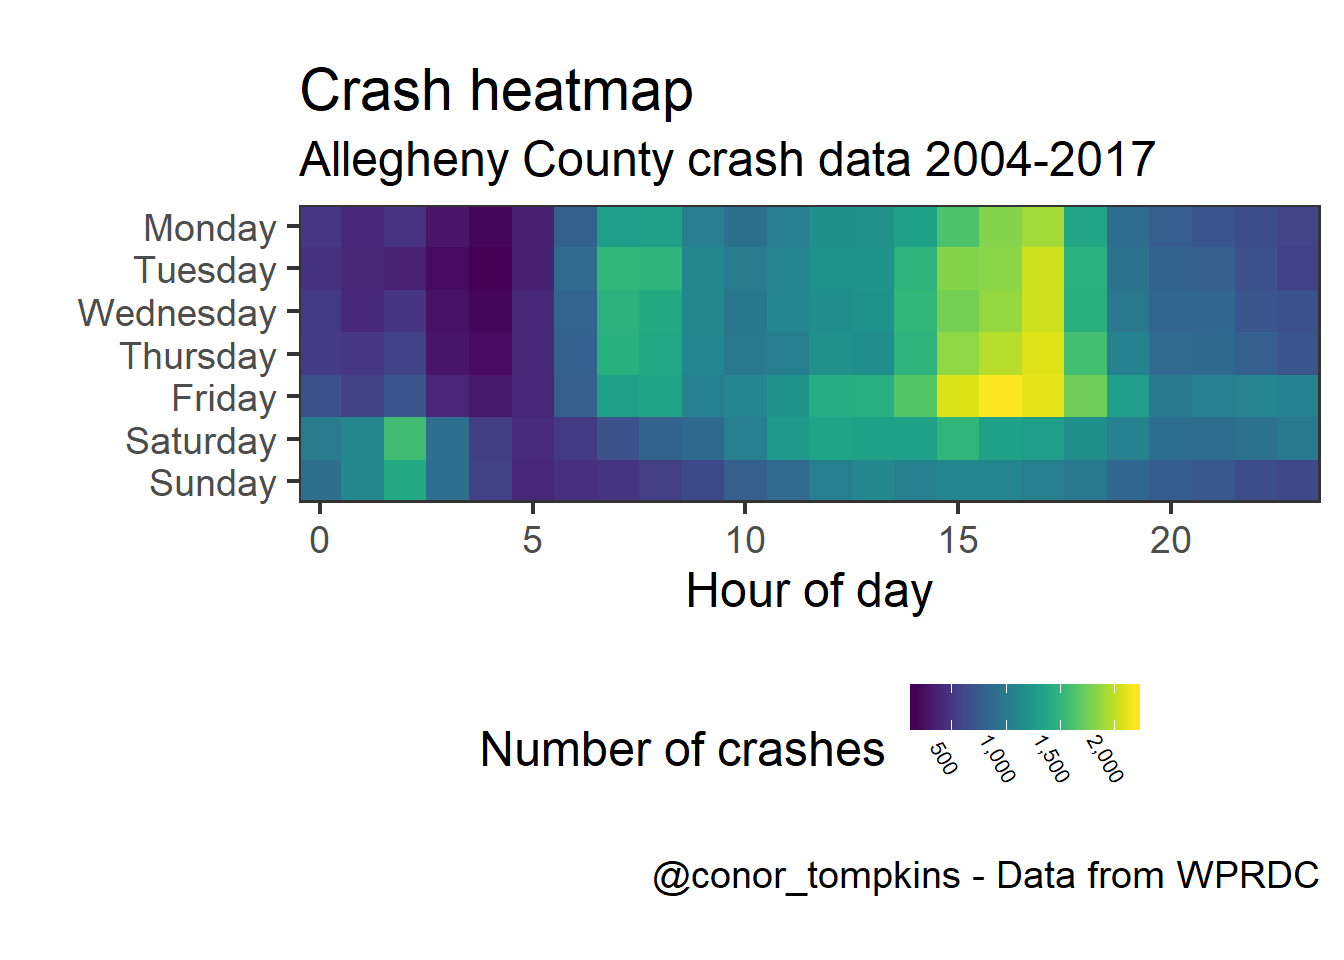 Crash heatmap
Allegheny County crash data 2004-2017
Monday
Tuesday
Wednesday
Thursday
Friday
Saturday
Sunday
0 5 10 15 20
Hour of day
Number of crashes
500 1,000 1,500 2,000
@conor_tompkins - Data from WPRDC